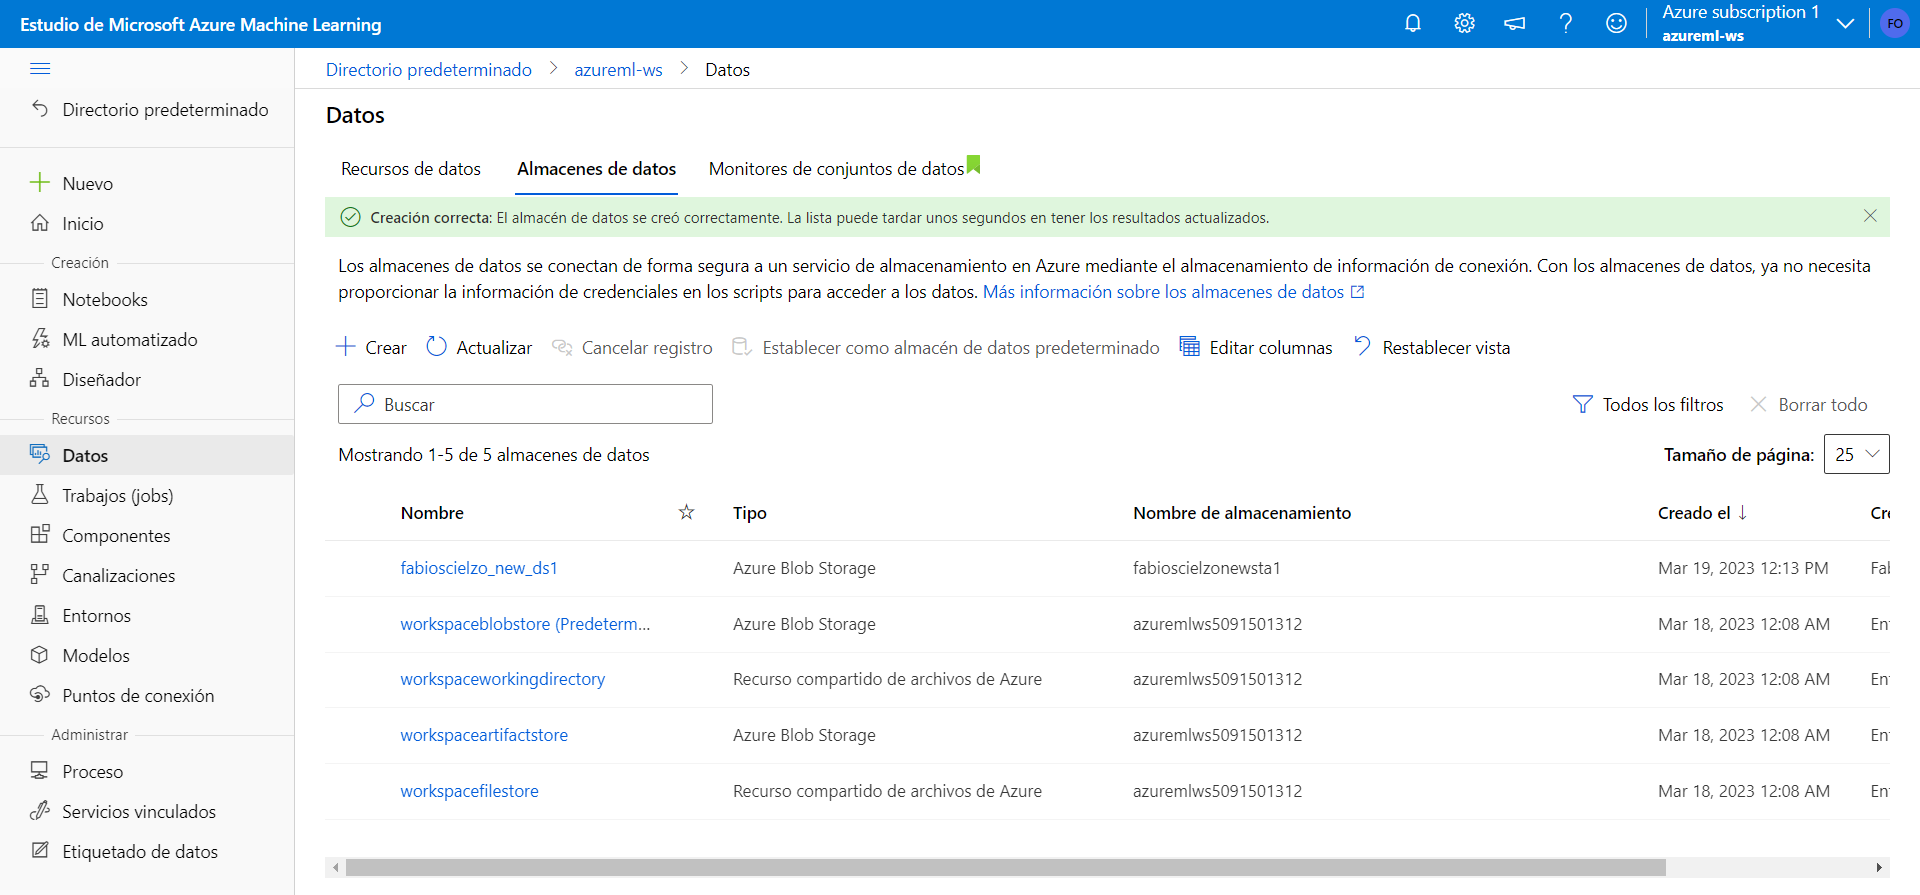 Estudio de Microsoft Azure Machine Learning
Azure subscription 1
azureml-ws
FO
Directorio predeterminado
Nuevo
Inicio
Creación
Notebooks
ML automatizado
Diseñador
Recursos
Datos
Trabajos (jobs)
Componentes
Canalizaciones
Entornos
Modelos
Puntos de conexión
Administrar
Proceso
Servicios vinculados
Etiquetado de datos
Directorio predeterminado > azureml-ws > Datos
Datos
Recursos de datos Almacenes de datos Monitores de conjuntos de datos
Creación correcta: El almacén de datos se creó correctamente. La lista puede tardar unos segundos en tener los resultados actualizados.
Los almacenes de datos se conectan de forma segura a un servicio de almacenamiento en Azure mediante el almacenamiento de información de conexión. Con los almacenes de datos, ya no necesita
proporcionar la información de credenciales en los scripts para acceder a los datos. Más información sobre los almacenes de datos
Crear Actualizar Cancelar registro Establecer como almacén de datos predeterminado Editar columnas Restablecer vista
Buscar Todos los filtros Borrar todo
Mostrando 1-5 de 5 almacenes de datos Tamaño de página: 25
Nombre Tipo Nombre de almacenamiento Creado el
fabioscielzo_new_ds1 Azure Blob Storage fabioscielzonewsta1 Mar 19, 2023 12:13 PM
workspaceblobstore (Predeterm... Azure Blob Storage azuremlws5091501312 Mar 18, 2023 12:08 AM
workspaceworkingdirectory Recurso compartido de archivos de Azure azuremlws5091501312 Mar 18, 2023 12:08 AM
workspaceartifactstore Azure Blob Storage azuremlws5091501312 Mar 18, 2023 12:08 AM
workspacefilestore Recurso compartido de archivos de Azure azuremlws5091501312 Mar 18, 2023 12:08 AM